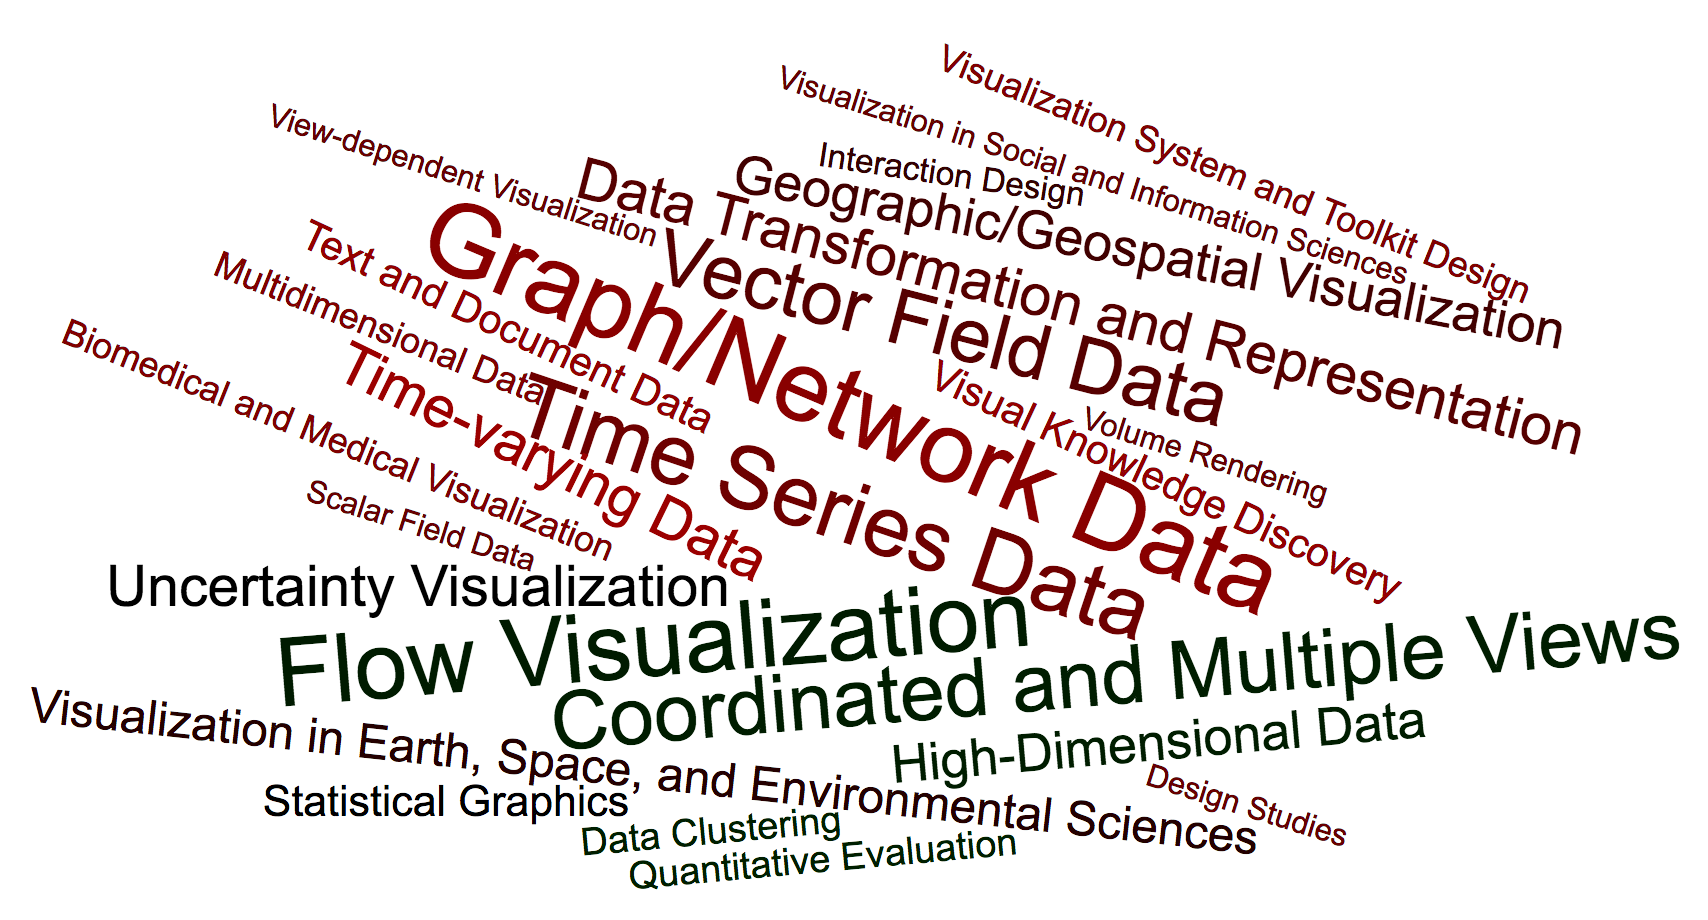 Visualization System and Toolkit Design
Visualization in Social and Information Sciences
View-dependent Visualization
Interaction Design
Geographic/Geospatial Visualization
Data Transformation and Representation
Graph/Network Data
Text and Document Data
Vector Field Data
Multidimensional Data
Biomedical and Medical Visualization
Time-varying Data
Time Series Data
Visual Knowledge Discovery
Volume Rendering
Scalar Field Data
Uncertainty Visualization
Flow Visualization
Coordinated and Multiple Views
Visualization in Earth, Space, and Environmental Sciences
High-Dimensional Data
Statistical Graphics
Design Studies
Data Clustering
Quantitative Evaluation